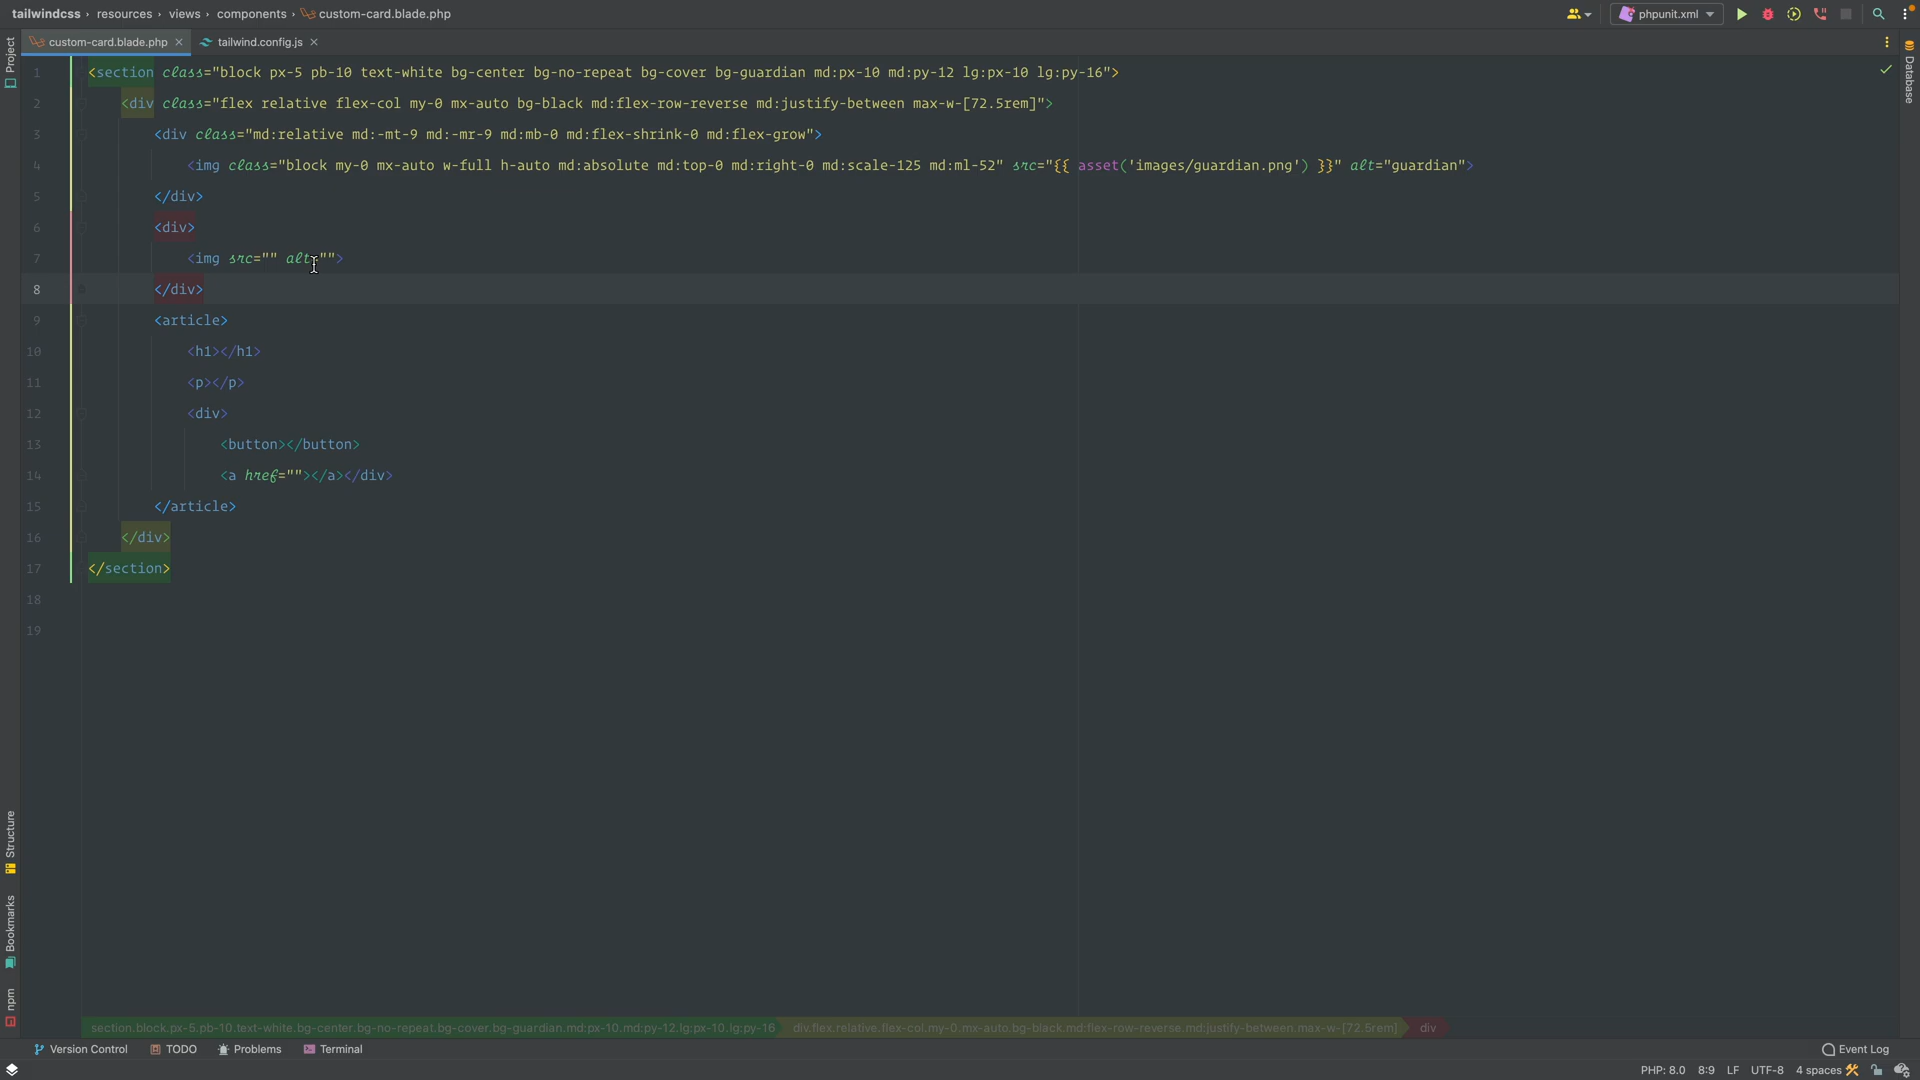 tailwindcss › resources › views › components › custom-card.blade.php
phpunit.xml
custom-card.blade.php
tailwind.config.js
Project
Database
1 <section class="block px-5 pb-10 text-white bg-center bg-no-repeat bg-cover bg-guardian md:px-10 md:py-12 lg:px-10 lg:py-16">
2 <div class="flex relative flex-col my-0 mx-auto bg-black md:flex-row-reverse md:justify-between max-w-[72.5rem]">
3 <div class="md:relative md:-mt-9 md:-mr-9 md:mb-0 md:flex-shrink-0 md:flex-grow">
4 <img class="block my-0 mx-auto w-full h-auto md:absolute md:top-0 md:right-0 md:scale-125 md:ml-52" src="{{ asset('images/guardian.png') }}" alt="guardian">
5 </div>
6 <div>
7 <img src="" alt="">
8 </div>
9 <article>
10 <h1></h1>
11 <p></p>
12 <div>
13 <button></button>
14 <a href=""></a></div>
15 </article>
16 </div>
17 </section>
18
19
Structure
Bookmarks
npm
section.block.px-5.pb-10.text-white.bg-center.bg-no-repeat.bg-cover.bg-guardian.md:px-10.md:py-12.lg:px-10.lg:py-16 div.flex.relative.flex-col.my-0.mx-auto.bg-black.md:flex-row-reverse.md:justify-between.max-w-[72.5rem] div
Version Control TODO Problems Terminal Event Log
PHP: 8.0 8:9 LF UTF-8 4 spaces